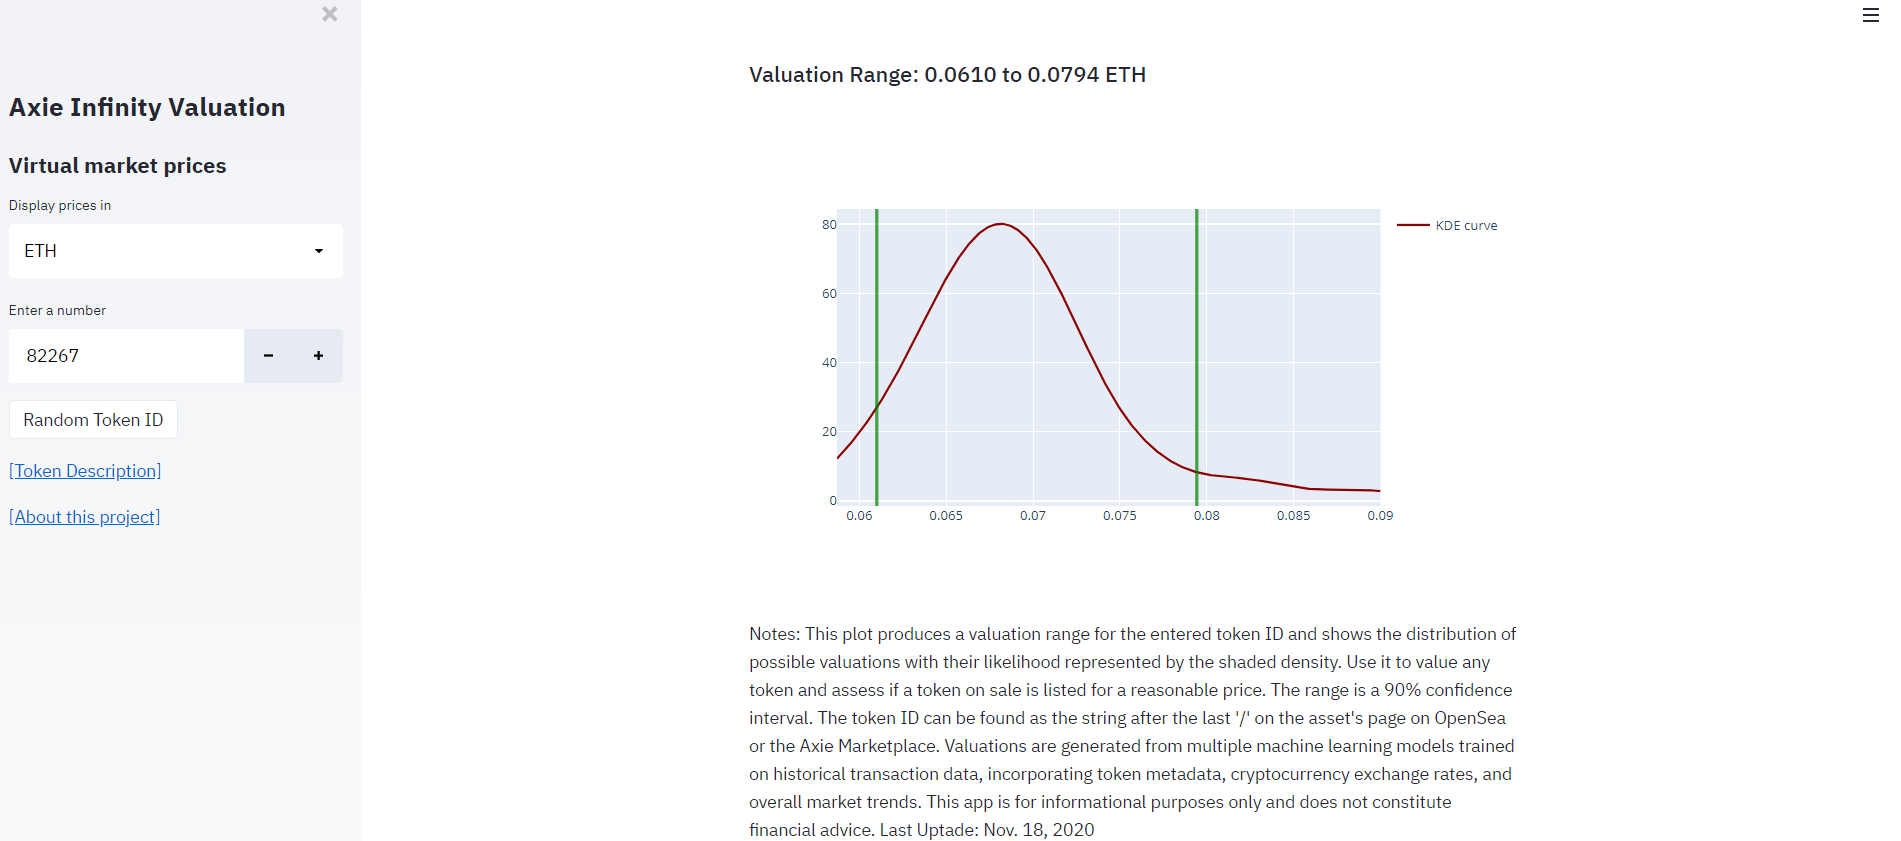 Axie Infinity Valuation
Virtual market prices
Display prices in
ETH
Enter a number
82267
Random Token ID
[Token Description]
[About this project]
Valuation Range: 0.0610 to 0.0794 ETH
80
60
40
20
0
0.06 0.065 0.07 0.075 0.08 0.085 0.09
KDE curve
Notes: This plot produces a valuation range for the entered token ID and shows the distribution of
possible valuations with their likelihood represented by the shaded density. Use it to value any
token and assess if a token on sale is listed for a reasonable price. The range is a 90% confidence
interval. The token ID can be found as the string after the last '/' on the asset's page on OpenSea
or the Axie Marketplace. Valuations are generated from multiple machine learning models trained
on historical transaction data, incorporating token metadata, cryptocurrency exchange rates, and
overall market trends. This app is for informational purposes only and does not constitute
financial advice. Last Uptade: Nov. 18, 2020